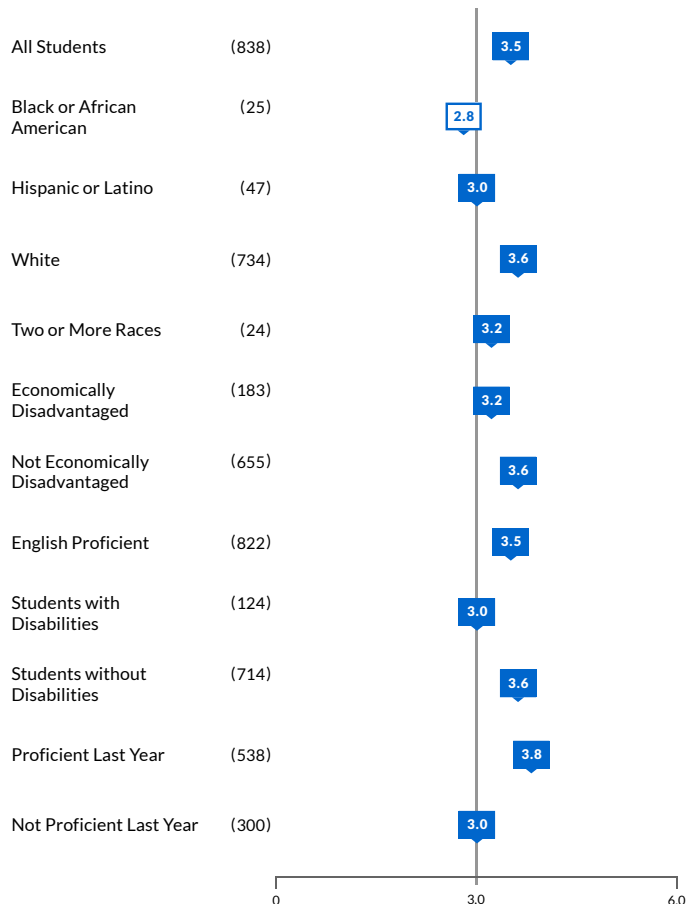 All Students (838) 3.5
Black or African (25)
American
2.8
Hispanic or Latino (47) 3.0
White (734) 3.6
Two or More Races (24) 3.2
Economically (183)
Disadvantaged
3.2
Not Economically (655)
Disadvantaged
3.6
English Proficient (822) 3.5
Students with (124)
Disabilities
3.0
Students without (714)
Disabilities
3.6
Proficient Last Year (538) 3.8
Not Proficient Last Year (300) 3.0
0 3.0 6.0